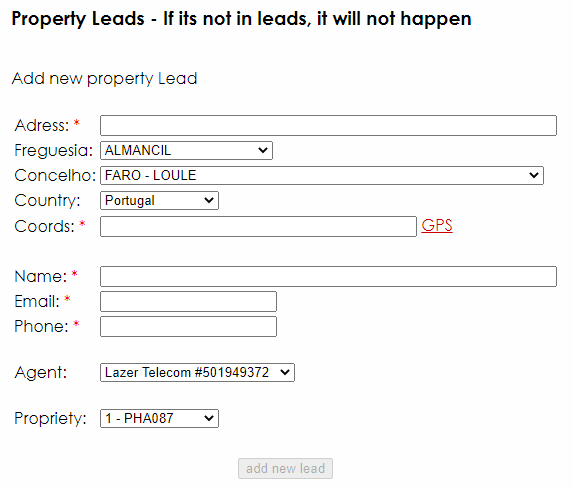 Property Leads - If its not in leads, it will not happen
Add new property Lead
Adress: *
Freguesia: ALMANCIL
Concelho: FARO - LOULE
Country: Portugal
Coords: * GPS
Name: *
Email: *
Phone: *
Agent: Lazer Telecom #501949372
Propriety: 1 - PHA087
add new lead